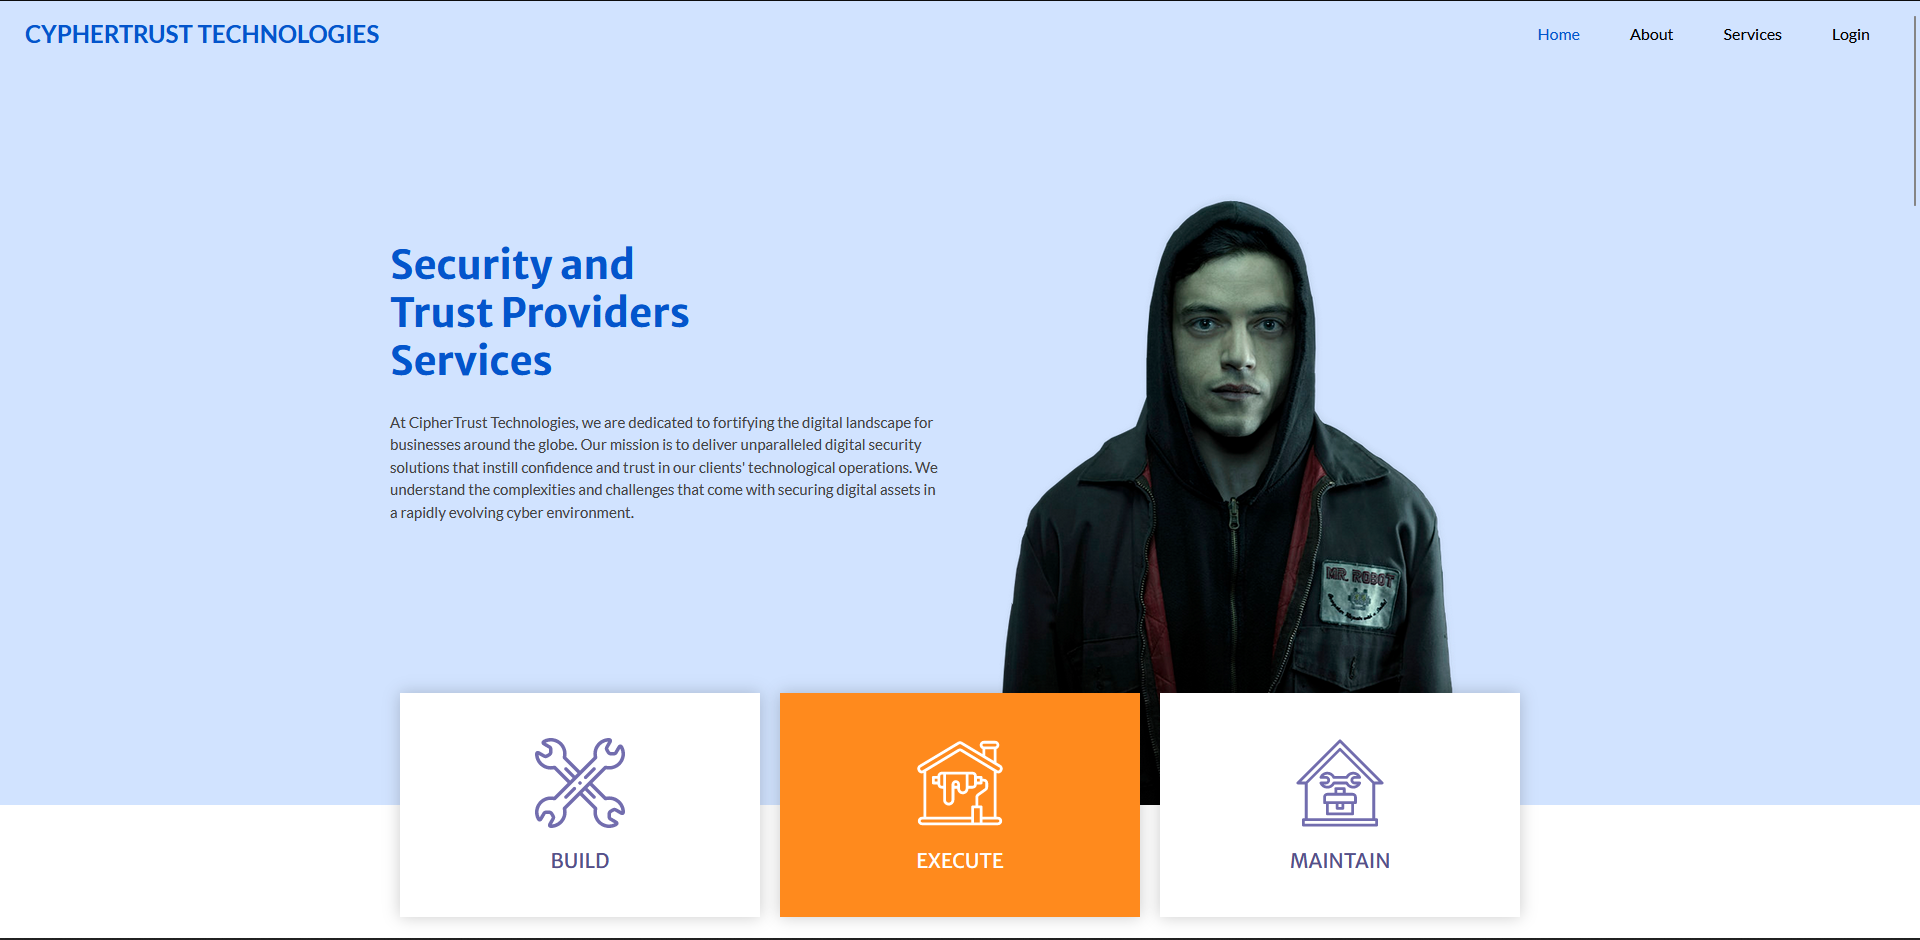 CYPHERTRUST TECHNOLOGIES
Home
About
Services
Login
Security and
Trust Providers
Services
At CipherTrust Technologies, we are dedicated to fortifying the digital landscape for
businesses around the globe. Our mission is to deliver unparalleled digital security
solutions that instill confidence and trust in our clients' technological operations. We
understand the complexities and challenges that come with securing digital assets in
a rapidly evolving cyber environment.
MR. ROBOT
BUILD
EXECUTE
MAINTAIN